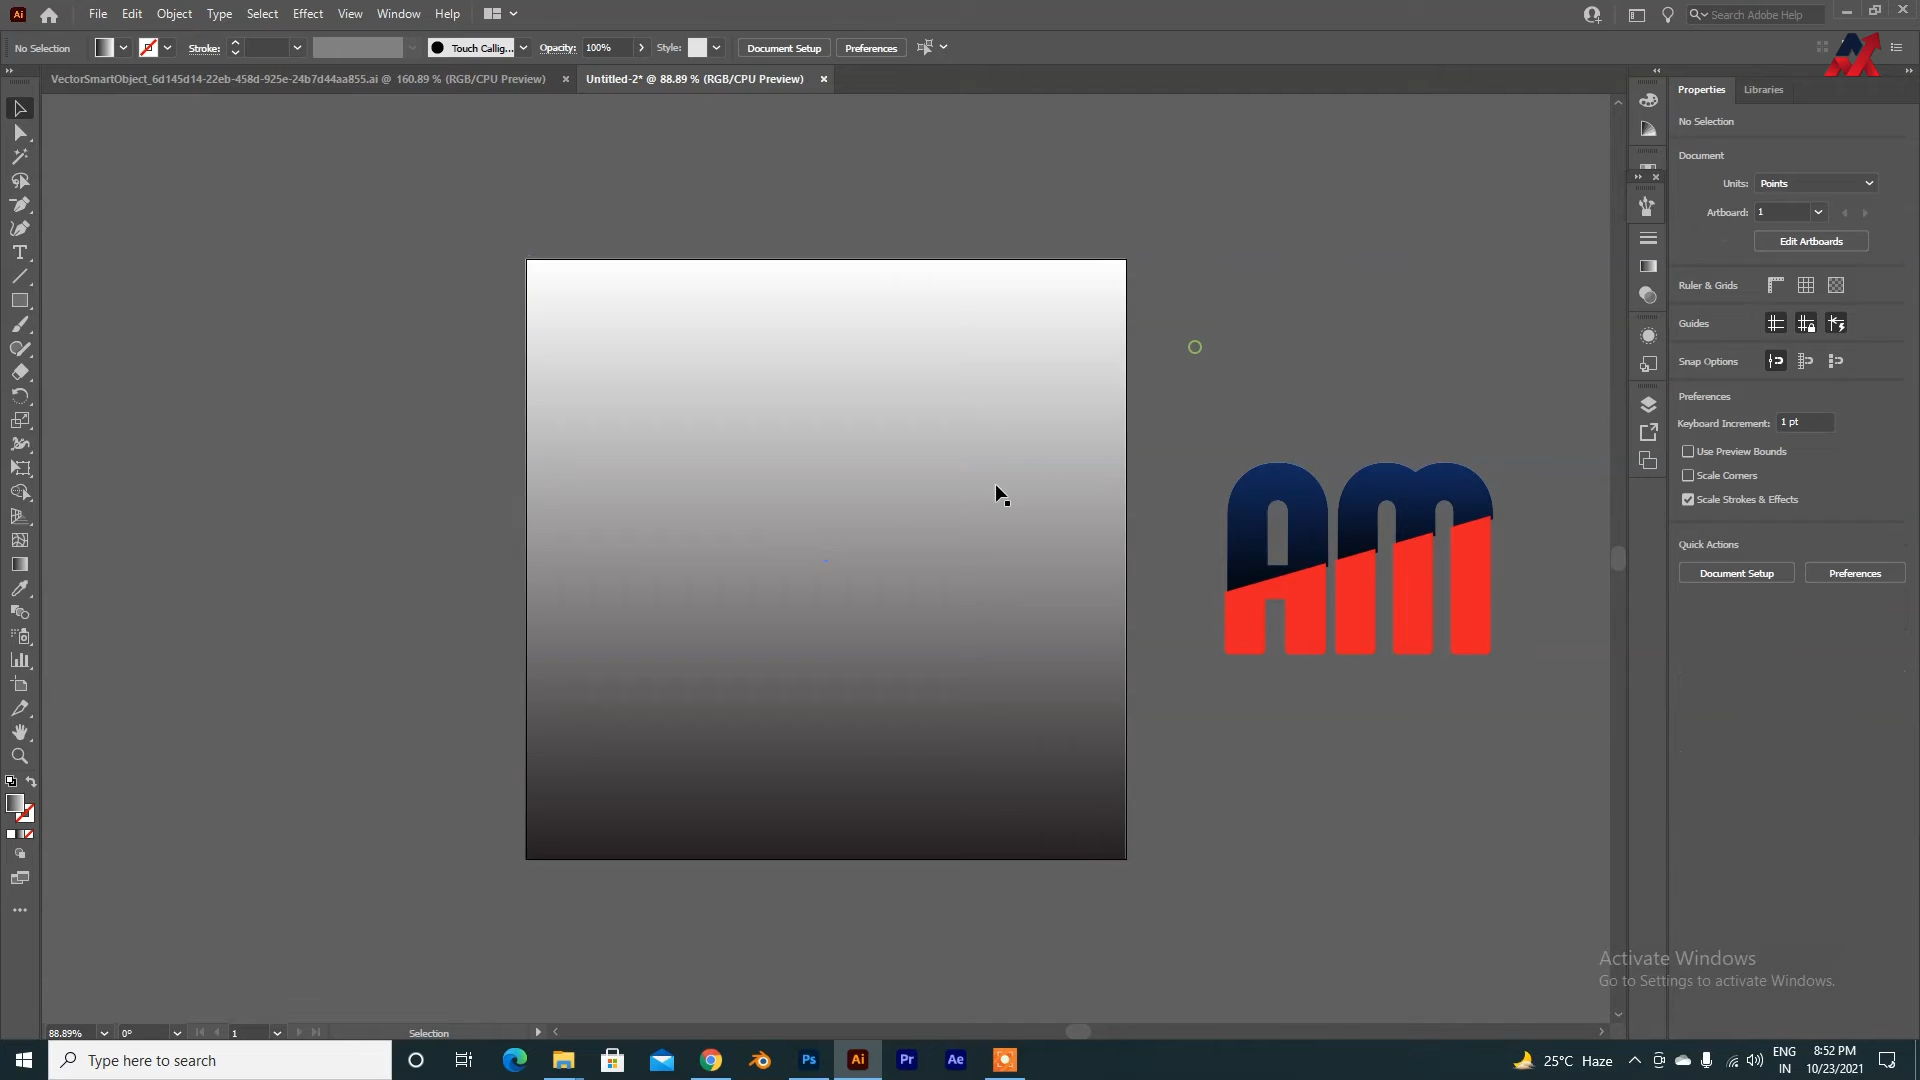 Ai File Edit Object Type Select Effect View Window Help Search Adobe Help
No Selection Stroke: Touch Callig... Opacity: 100% Style: Document Setup Preferences
VectorSmartObject_6d145d14-22eb-458d-925e-24b7d44aa855.ai @ 160.89 % (RGB/CPU Preview) × Untitled-2* @ 88.89 % (RGB/CPU Preview) ×
Properties Libraries
No Selection
Document
Units: Points
Artboard: 1
Edit Artboards
Ruler & Grids
Guides
Snap Options
Preferences
Keyboard Increment: 1 pt
Use Preview Bounds
Scale Corners
Scale Strokes & Effects
Quick Actions
Document Setup Preferences
AM
Activate Windows
Go to Settings to activate Windows.
88.89% 0° 1 Selection
Type here to search Ps Ai Pr Ae 25°C Haze ENG IN 8:52 PM 10/23/2021